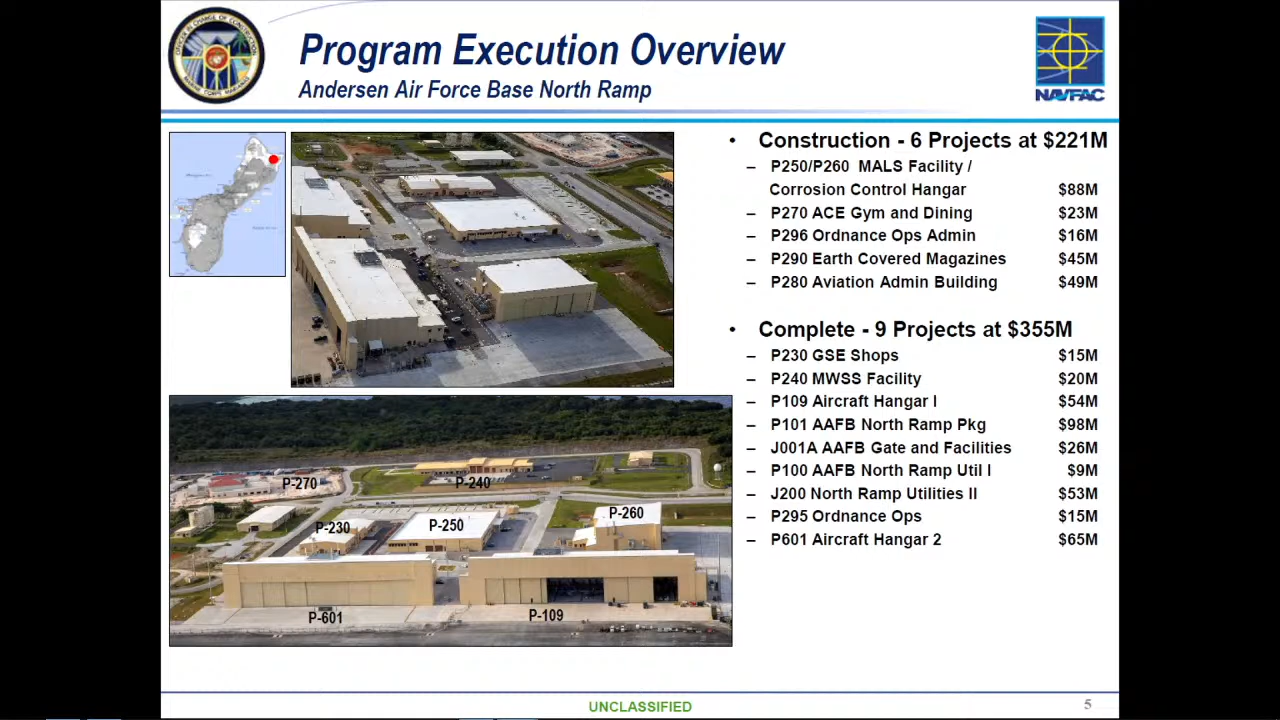 Program Execution Overview
Andersen Air Force Base North Ramp
NAVFAC
• Construction - 6 Projects at $221M
– P250/P260 MALS Facility /
Corrosion Control Hangar $88M
– P270 ACE Gym and Dining $23M
– P296 Ordnance Ops Admin $16M
– P290 Earth Covered Magazines $45M
– P280 Aviation Admin Building $49M
• Complete - 9 Projects at $355M
– P230 GSE Shops $15M
– P240 MWSS Facility $20M
– P109 Aircraft Hangar I $54M
– P101 AAFB North Ramp Pkg $98M
– J001A AAFB Gate and Facilities $26M
– P100 AAFB North Ramp Util I $9M
– J200 North Ramp Utilities II $53M
– P295 Ordnance Ops $15M
– P601 Aircraft Hangar 2 $65M
P-270
P-240
P-230
P-250
P-260
P-601
P-109
UNCLASSIFIED
5